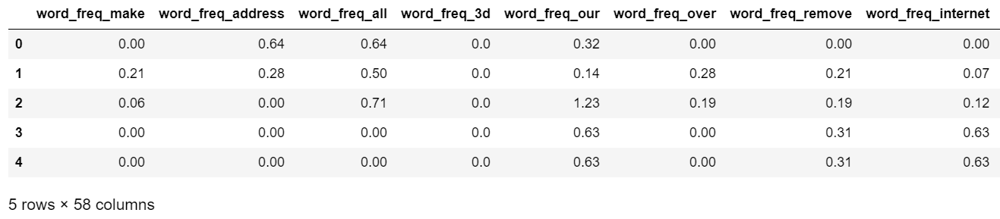 word_freq_make word_freq_address word_freq_all word_freq_3d word_freq_our word_freq_over word_freq_remove word_freq_internet
0 0.00 0.64 0.64 0.0 0.32 0.00 0.00 0.00
1 0.21 0.28 0.50 0.0 0.14 0.28 0.21 0.07
2 0.06 0.00 0.71 0.0 1.23 0.19 0.19 0.12
3 0.00 0.00 0.00 0.0 0.63 0.00 0.31 0.63
4 0.00 0.00 0.00 0.0 0.63 0.00 0.31 0.63
5 rows × 58 columns